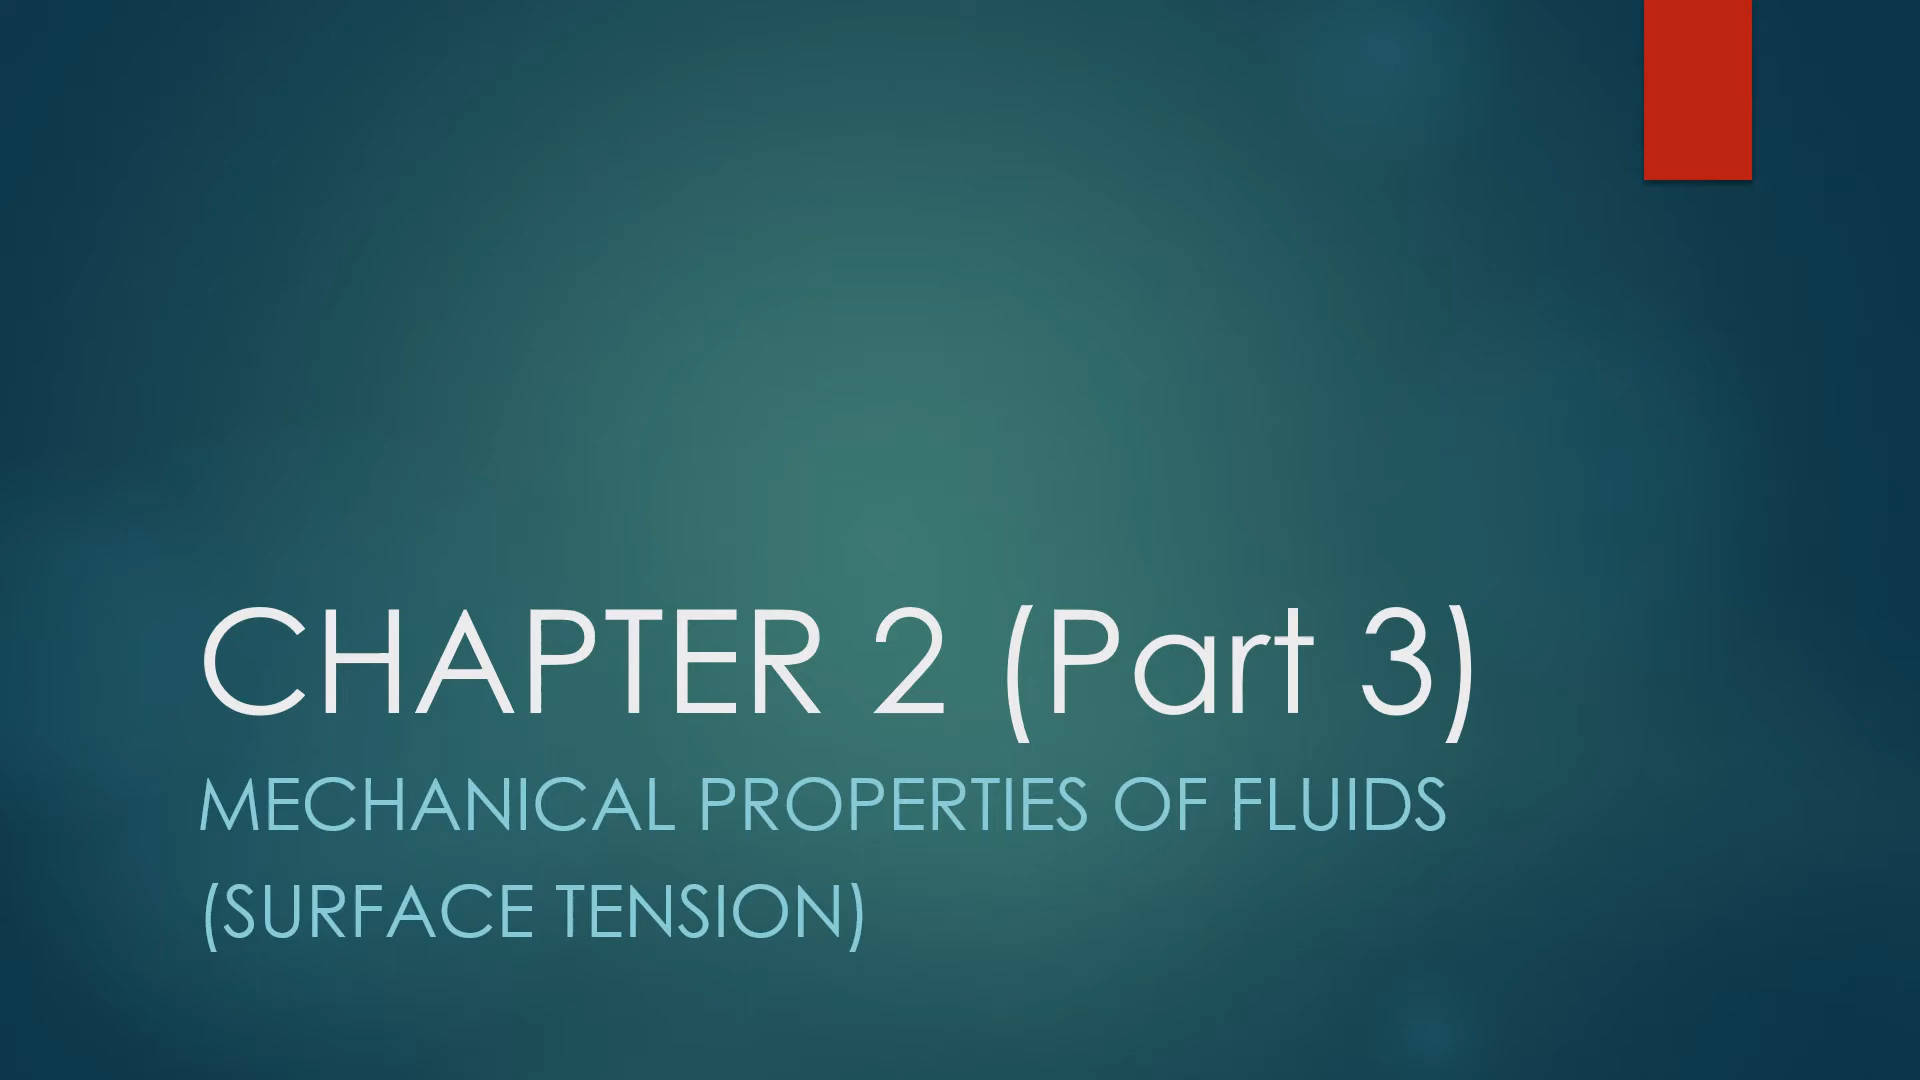 CHAPTER 2 (Part 3)
MECHANICAL PROPERTIES OF FLUIDS
(SURFACE TENSION)